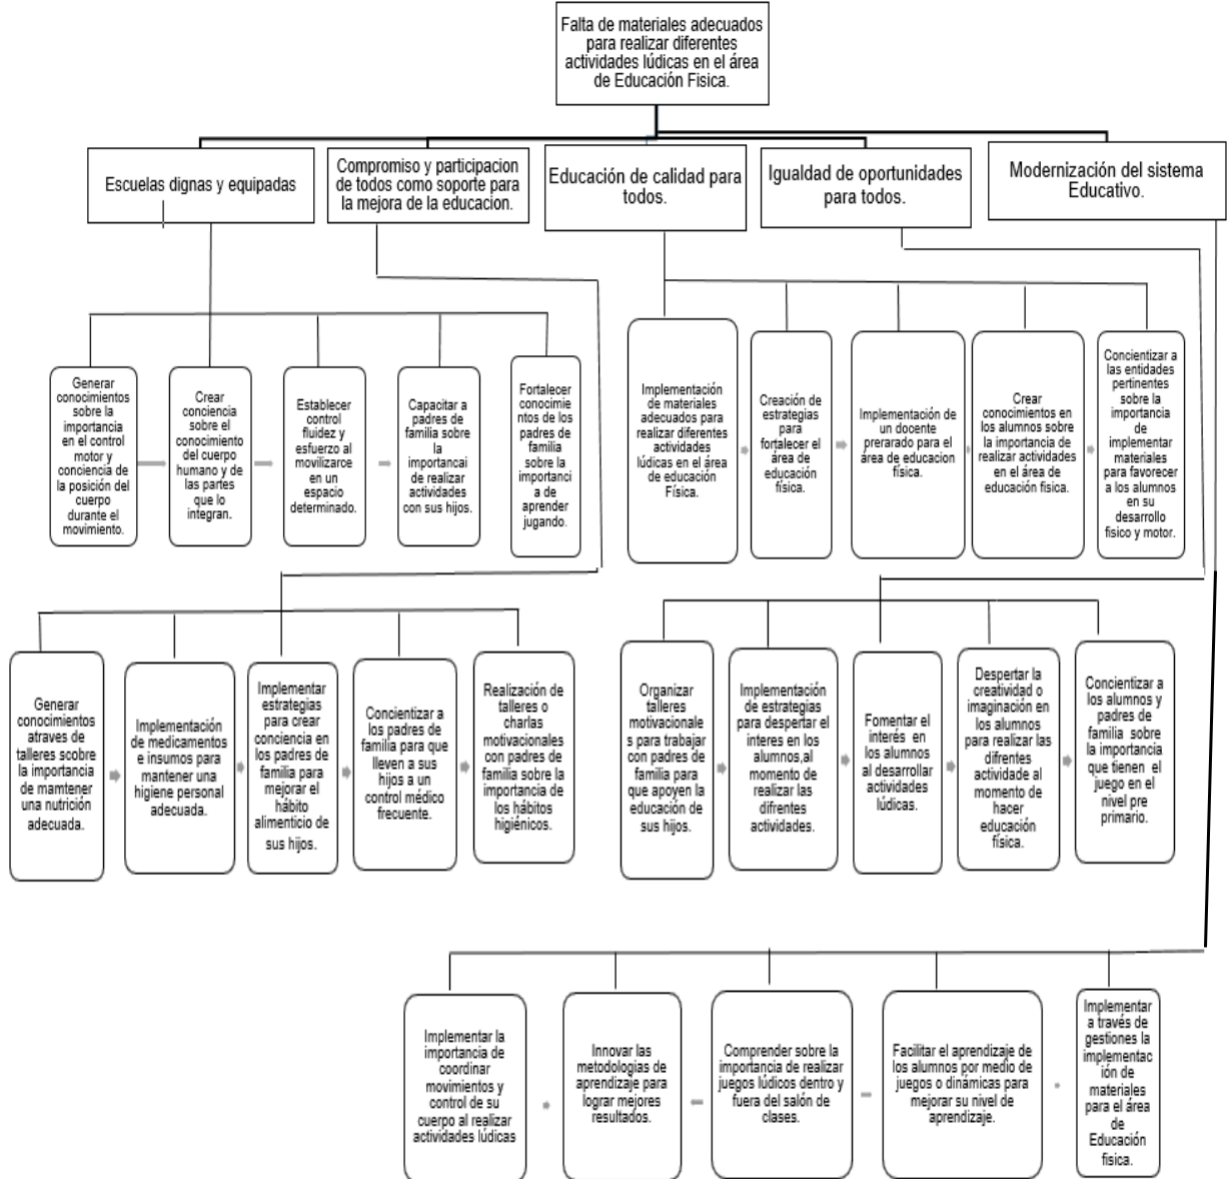 Falta de materiales adecuados
para realizar diferentes
actividades lúdicas en el área
de Educación Fisica.
Escuelas dignas y equipadas
Compromiso y participacion
de todos como soporte para
la mejora de la educacion.
Educación de calidad para
todos.
Igualdad de oportunidades
para todos.
Modernización del sistema
Educativo.
Generar
conocimientos
sobre la
importancia
en el control
motor y
conciencia de
la posición del
cuerpo
durante el
movimiento.
Crear
conciencia
sobre el
conocimiento
del cuerpo
humano y de
las partes
que lo
integran.
Establecer
control
fluidez y
esfuerzo al
movilizarce
en un
espacio
determinado.
Capacitar a
padres de
familia sobre
la
importancai
de realizar
actividades
con sus hijos.
Fortalecer
conocimie
ntos de los
padres de
familia
sobre la
importanci
a de
aprender
jugando.
Implementación
de materiales
adecuados para
realizar diferentes
actividades
lúdicas en el área
de educación
Física.
Creación de
estrategias
para
fortalecer el
área de
educación
física.
Implementación de
un docente
prerarado para el
área de educacion
física.
Crear
conocimientos en
los alumnos sobre
la importancia de
realizar actividades
en el área de
educación fisica.
Concientizar a
las entidades
pertinentes
sobre la
importancia
de
implementar
materiales
para favorecer
a los alumnos
en su
desarrollo
fisico y motor.
Generar
conocimientos
atraves de
talleres scobre
la importancia
de mamtener
una nutrición
adecuada.
Implementación
de medicamentos
e insumos para
mantener una
higiene personal
adecuada.
Implementar
estrategias
para crear
conciencia en
los padres de
familia para
mejorar el
hábito
alimenticio de
sus hijos.
Concientizar a
los padres de
familia para que
lleven a sus
hijos a un
control médico
frecuente.
Realización de
talleres o
charlas
motivacionales
con padres de
familia sobre la
importancia de
los hábitos
higiénicos.
Organizar
talleres
motivacionale
s para trabajar
con padres de
familia para
que apoyen la
educación de
sus hijos.
Implementación
de estrategias
para despertar el
interes en los
alumnos,al
momento de
realizar las
difrentes
actividades.
Fomentar el
interés en
los alumnos
al desarrollar
actividades
lúdicas.
Despertar la
creatividad o
imaginación en
los alumnos
para realizar las
difrentes
actividade al
momento de
hacer
educación
física.
Concientizar a
los alumnos y
padres de
familia sobre
la importancia
que tienen el
juego en el
nivel pre
primario.
Implementar la
importancia de
coordinar
movimientos y
control de su
cuerpo al realizar
actividades lúdicas
Innovar las
metodologias de
aprendizaje para
lograr mejores
resultados.
Comprender sobre la
importancia de realizar
juegos lúdicos dentro y
fuera del salón de
clases.
Facilitar el aprendizaje de
los alumnos por medio de
juegos o dinámicas para
mejorar su nivel de
aprendizaje.
Implementar
a través de
gestiones la
implementac
ión de
materiales
para el área
de
Educación
fisica.